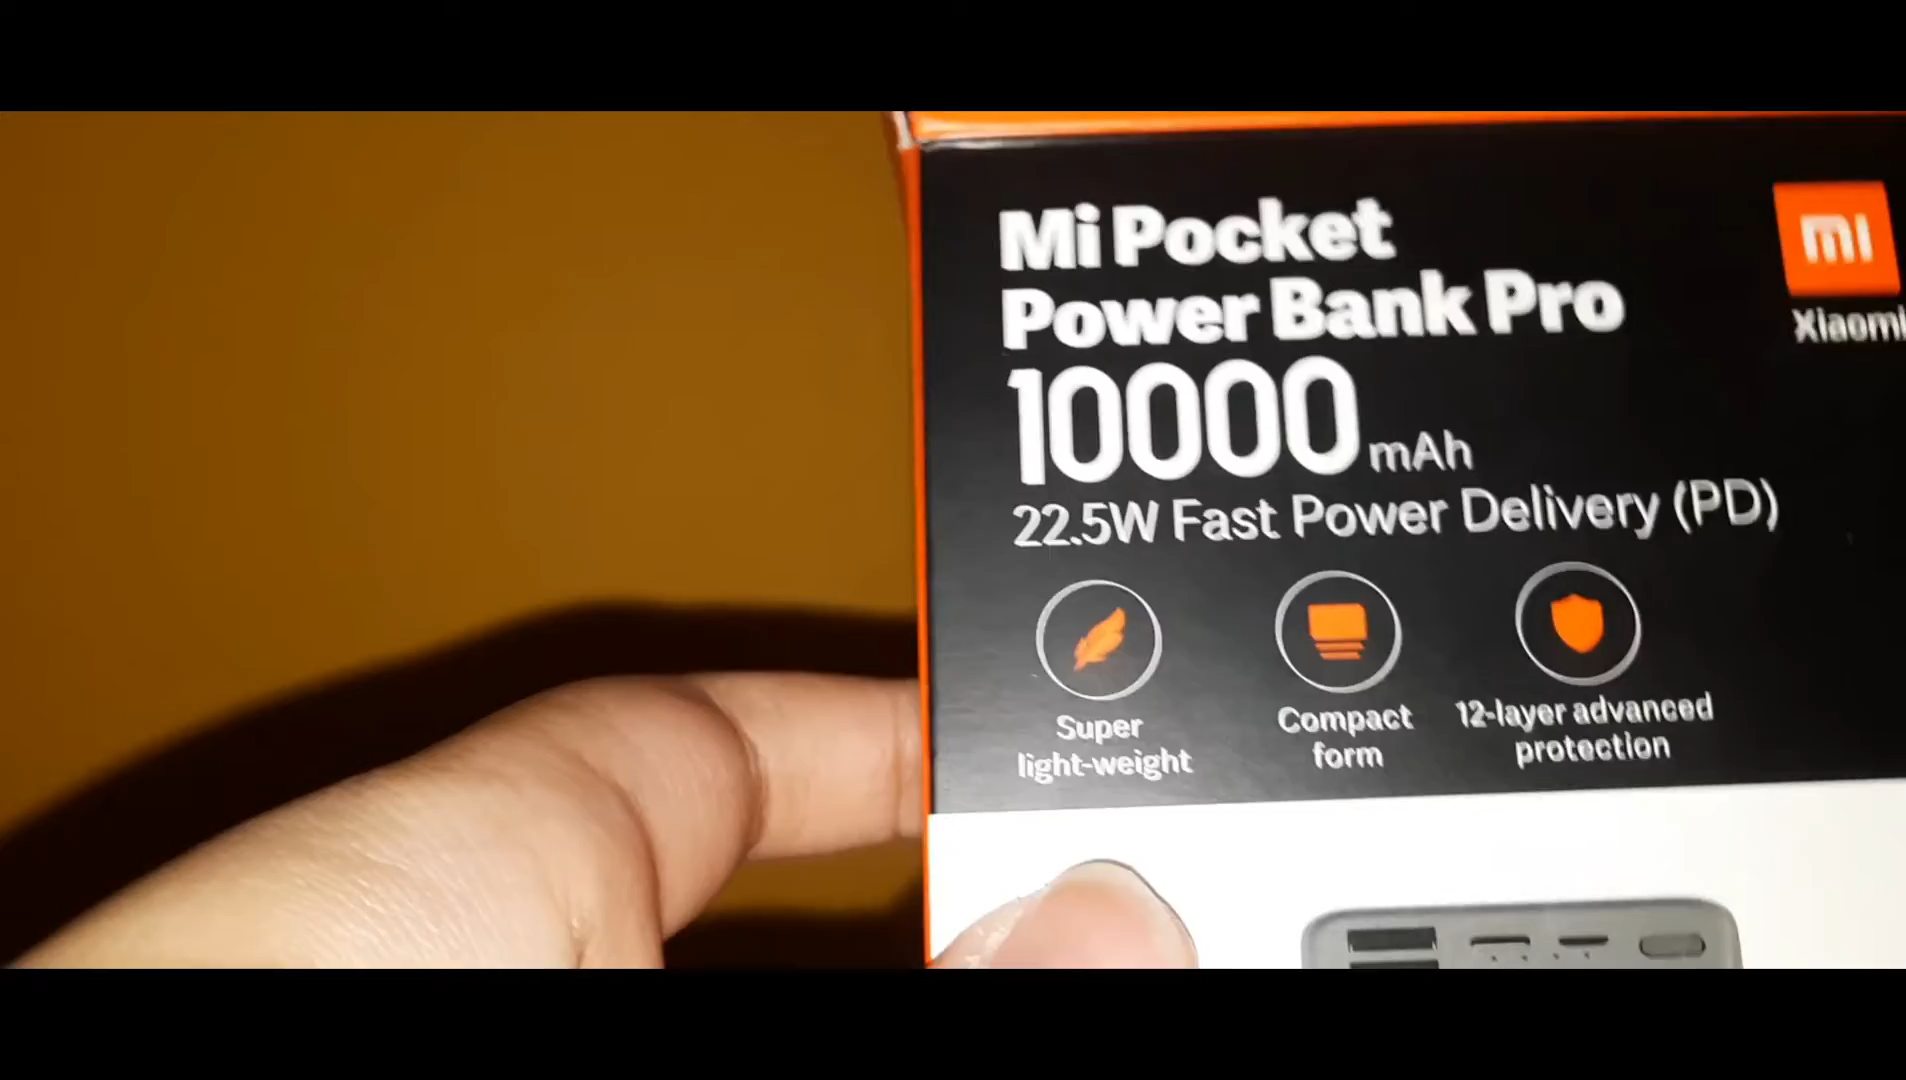 Mi Pocket
Power Bank Pro
10000 mAh
22.5W Fast Power Delivery (PD)
Super
light-weight
Compact
form
12-layer advanced
protection
mi
Xiaomi